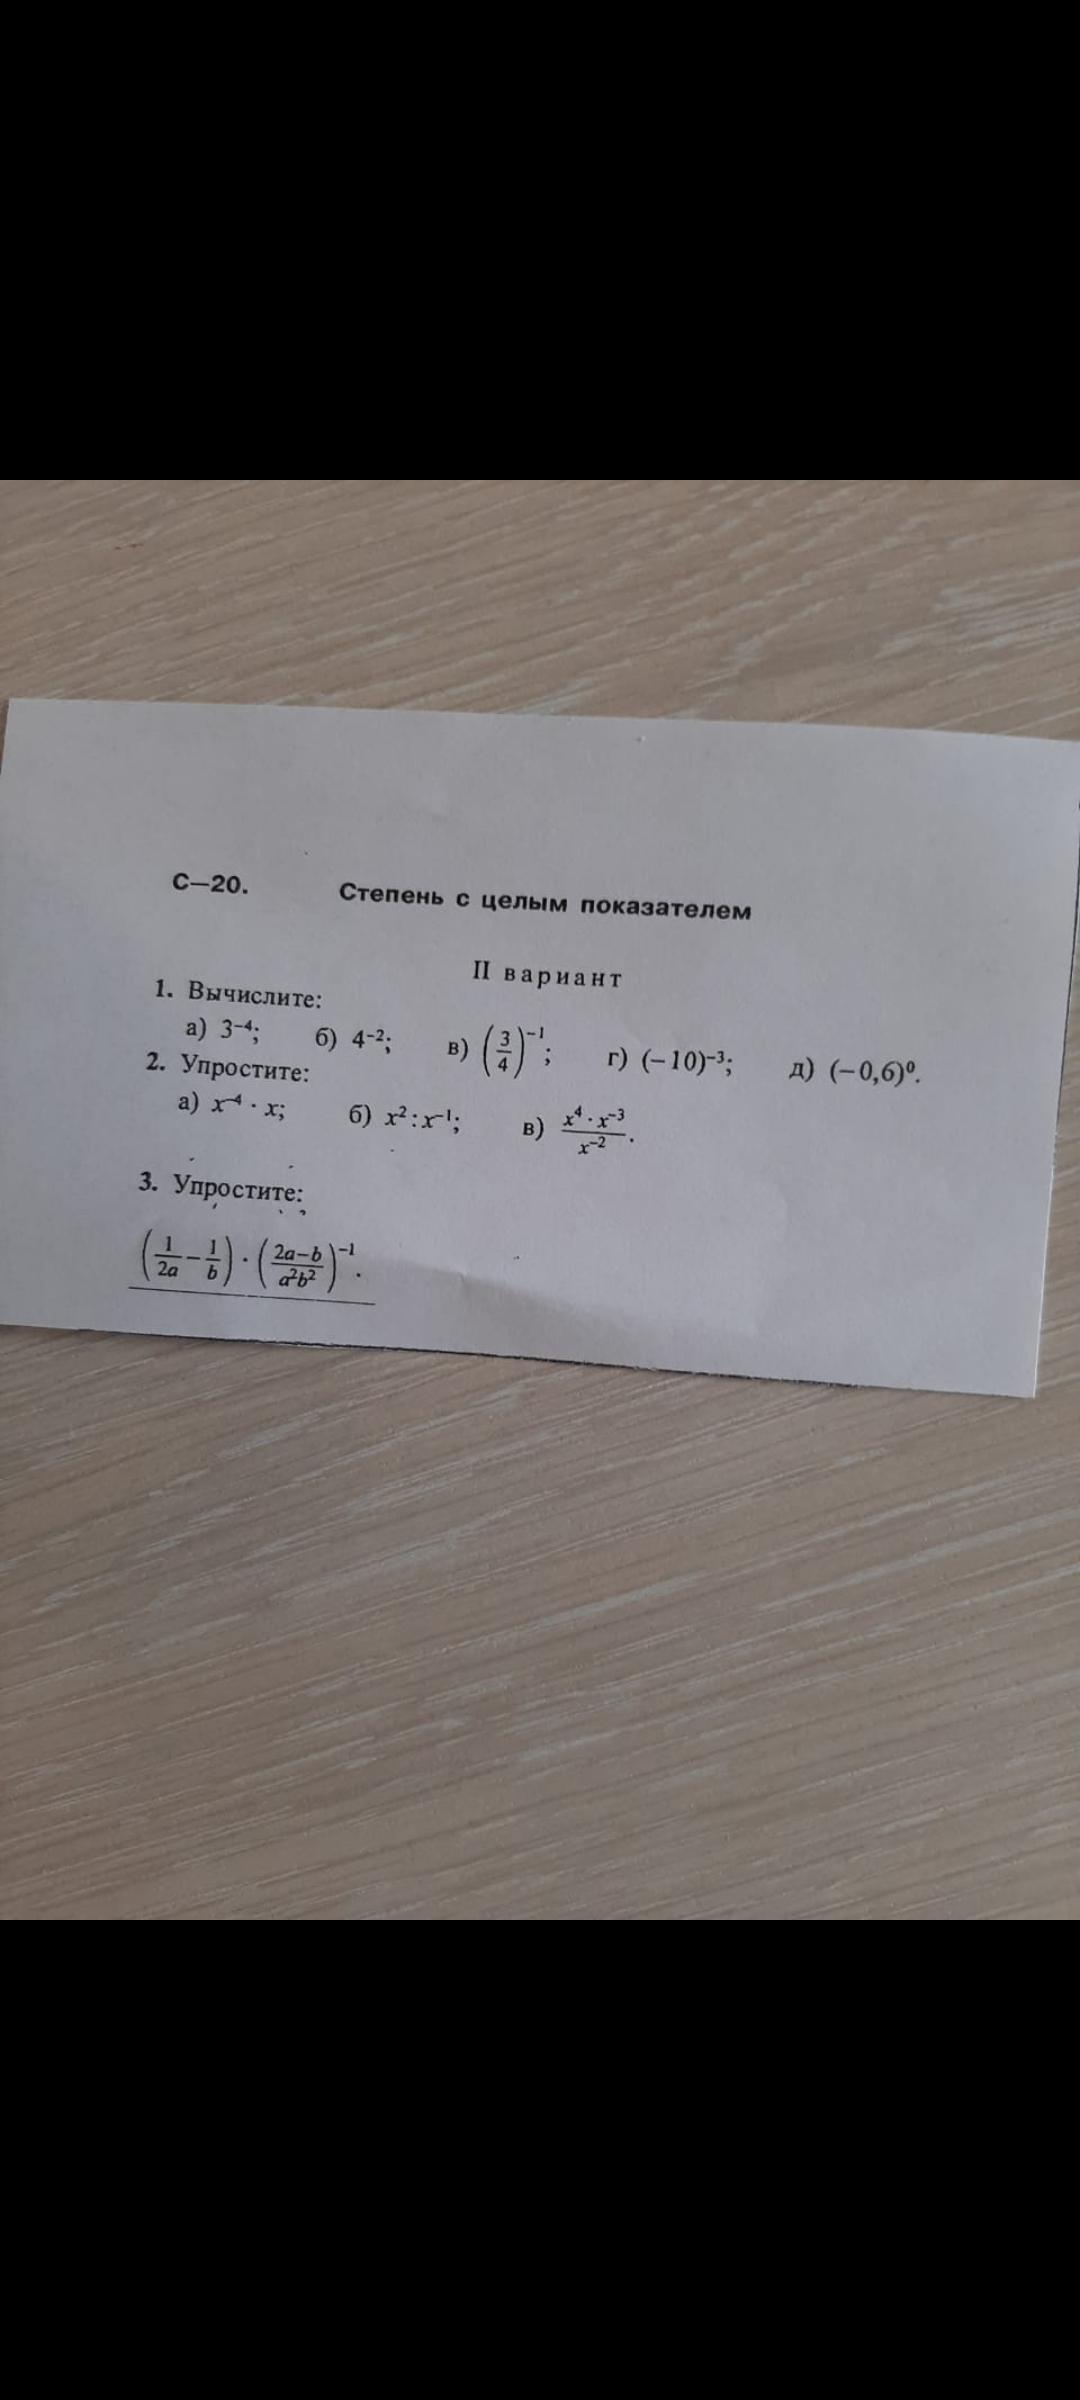 С—20. Степень с целым показателем
II вариант
1. Вычислите:
а) 3⁻⁴; б) 4⁻²; в) (3/4)⁻¹; г) (−10)⁻³; д) (−0,6)⁰.
2. Упростите:
а) x⁻⁴ · x; б) x² : x⁻¹; в) (x⁴ · x⁻³)/x⁻².
3. Упростите:
(1/2a − 1/b) · ((2a−b)/a²b²)⁻¹.